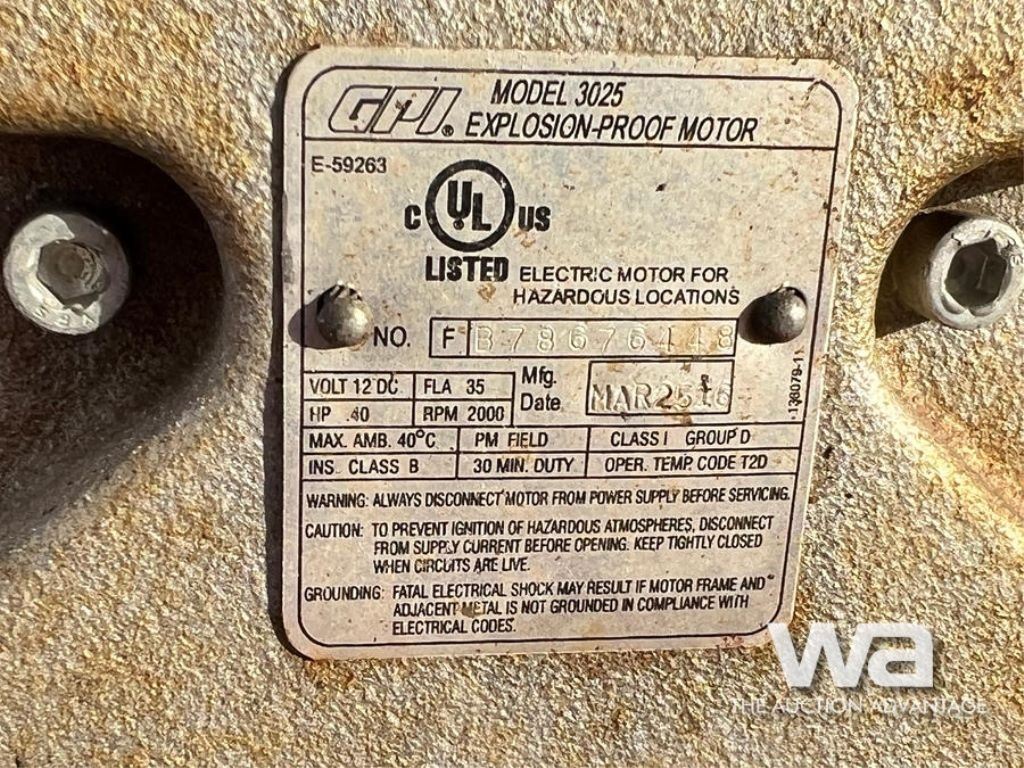 GPI® MODEL 3025
EXPLOSION-PROOF MOTOR
E-59263
C UL US
LISTED
ELECTRIC MOTOR FOR
HAZARDOUS LOCATIONS
NO. F B78676448
VOLT 12 DC FLA 35 Mfg.
HP .40 RPM 2000 Date MAR2516
138079-11
MAX. AMB. 40°C PM FIELD CLASS I GROUP D
INS. CLASS B 30 MIN. DUTY OPER. TEMP. CODE T2D
WARNING: ALWAYS DISCONNECT MOTOR FROM POWER SUPPLY BEFORE SERVICING.
CAUTION: TO PREVENT IGNITION OF HAZARDOUS ATMOSPHERES, DISCONNECT
FROM SUPPLY CURRENT BEFORE OPENING. KEEP TIGHTLY CLOSED
WHEN CIRCUITS ARE LIVE.
GROUNDING: FATAL ELECTRICAL SHOCK MAY RESULT IF MOTOR FRAME AND
ADJACENT METAL IS NOT GROUNDED IN COMPLIANCE WITH
ELECTRICAL CODES.
wa
THE AUCTION ADVANTAGE